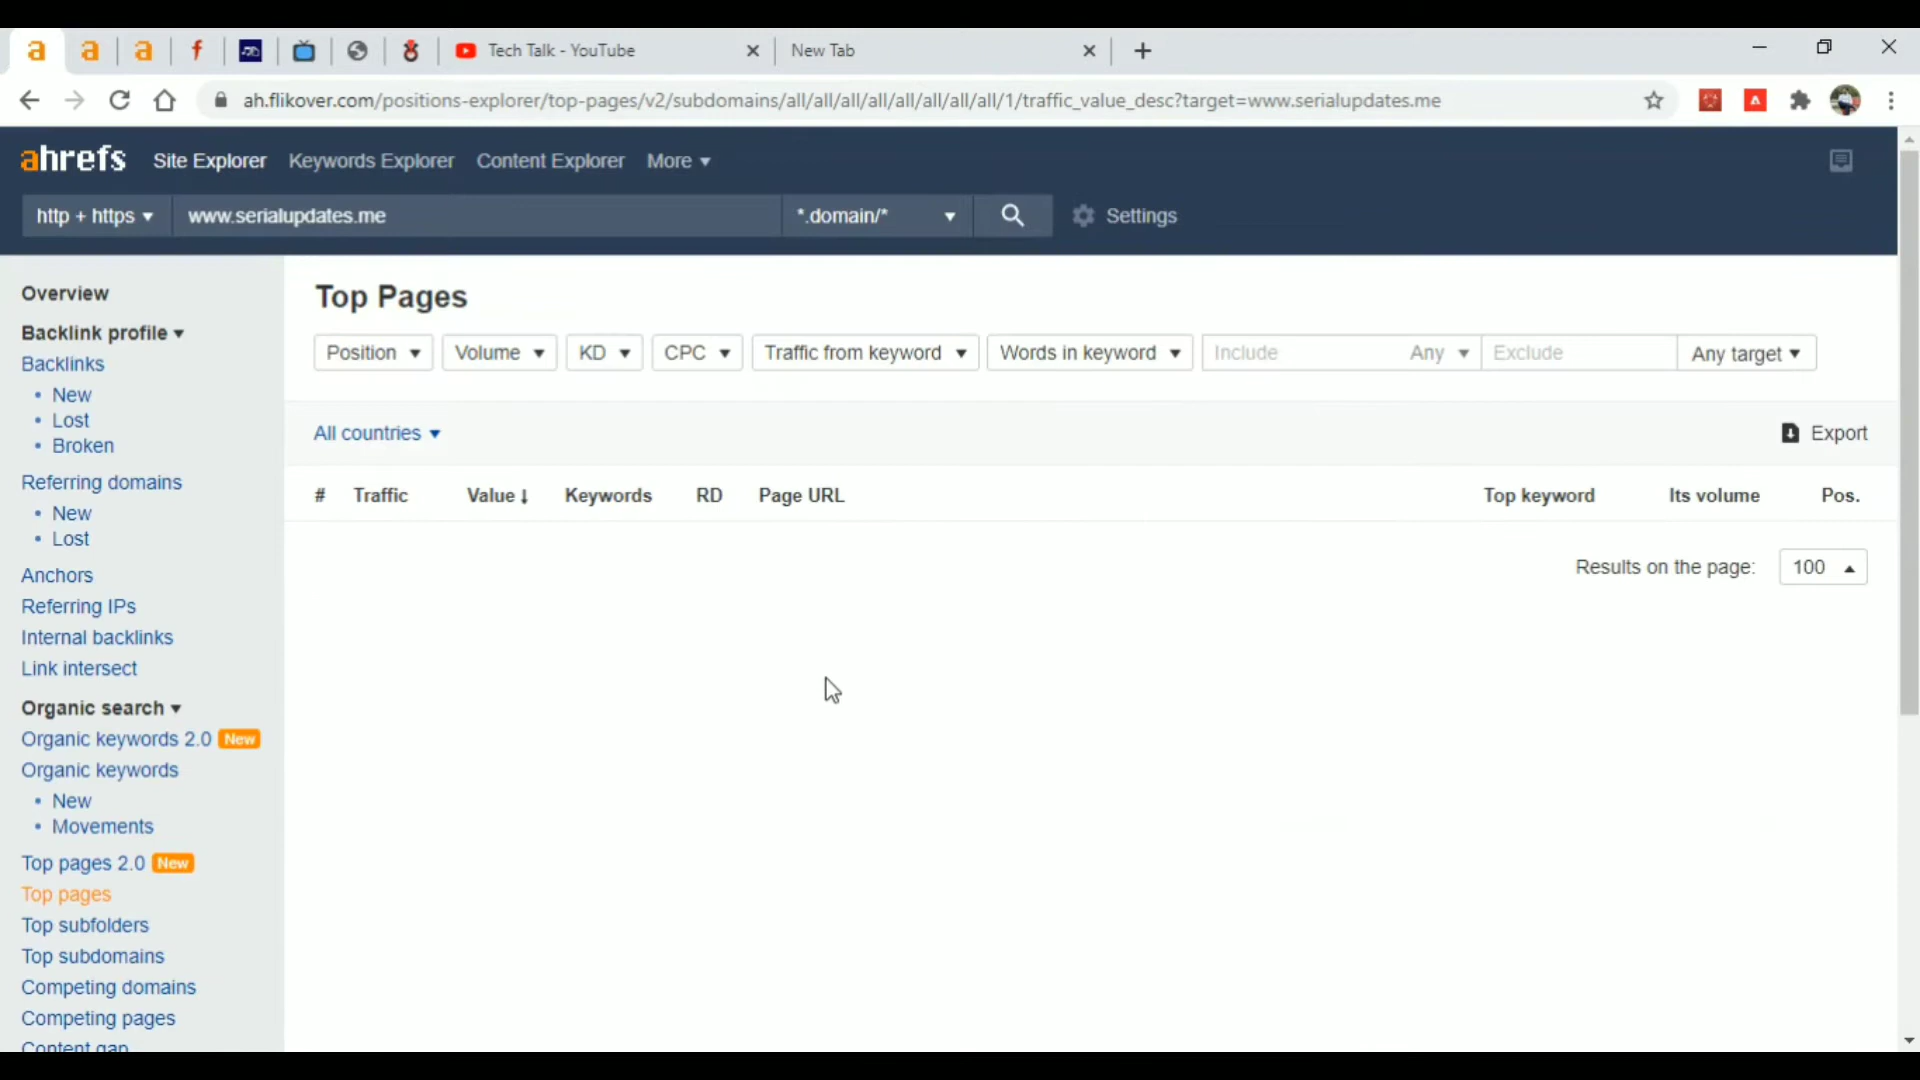 Tech Talk - YouTube
New Tab
ah.flikover.com/positions-explorer/top-pages/v2/subdomains/all/all/all/all/all/all/all/all/1/traffic_value_desc?target=www.serialupdates.me
ahrefs Site Explorer Keywords Explorer Content Explorer More
http + https www.serialupdates.me *.domain/* Settings
Overview
Backlink profile
Backlinks
New
Lost
Broken
Referring domains
New
Lost
Anchors
Referring IPs
Internal backlinks
Link intersect
Organic search
Organic keywords 2.0 New
Organic keywords
New
Movements
Top pages 2.0 New
Top pages
Top subfolders
Top subdomains
Competing domains
Competing pages
Content gap
Top Pages
Position Volume KD CPC Traffic from keyword Words in keyword Include Any Exclude Any target
All countries Export
# Traffic Value↓ Keywords RD Page URL Top keyword Its volume Pos.
Results on the page: 100